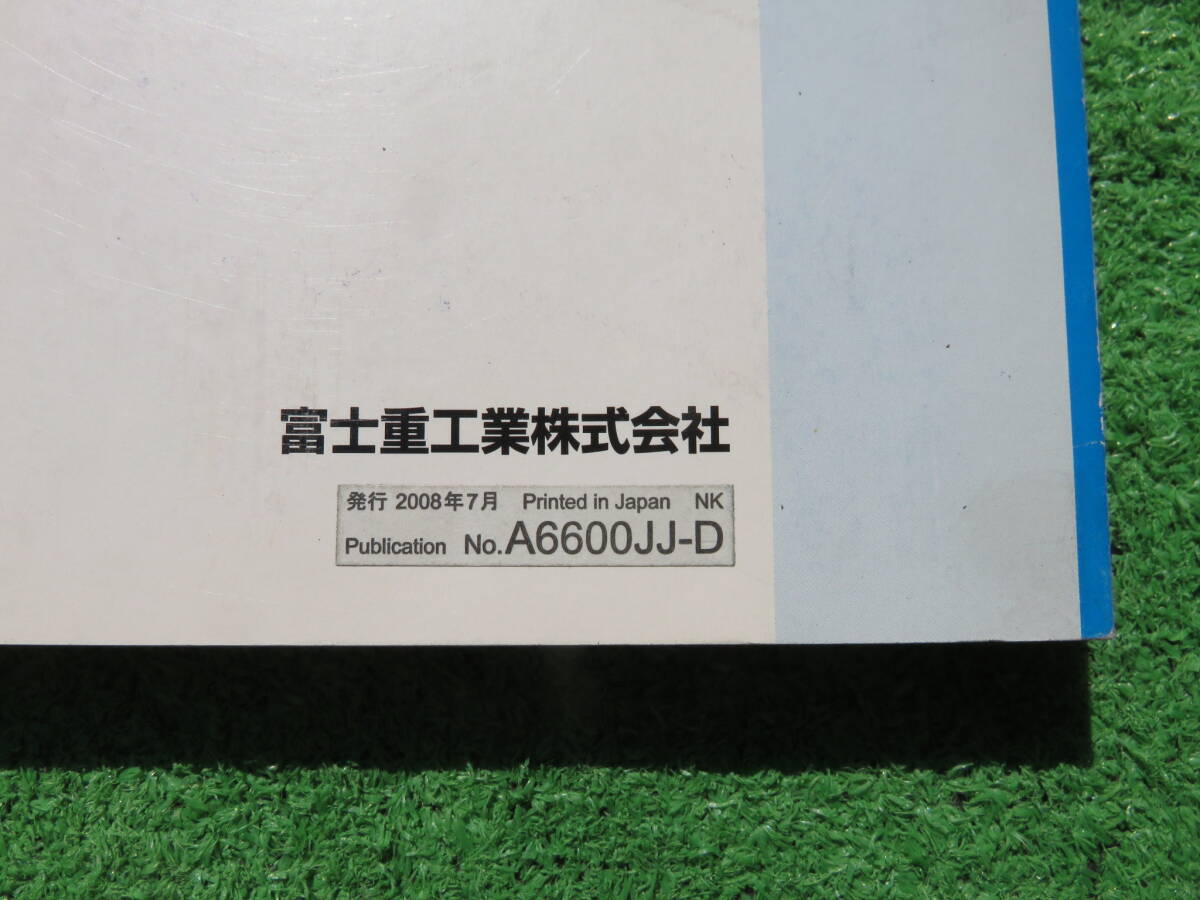 富士重工業株式会社
発行 2008年7月 Printed in Japan NK
Publication No.A6600JJ-D